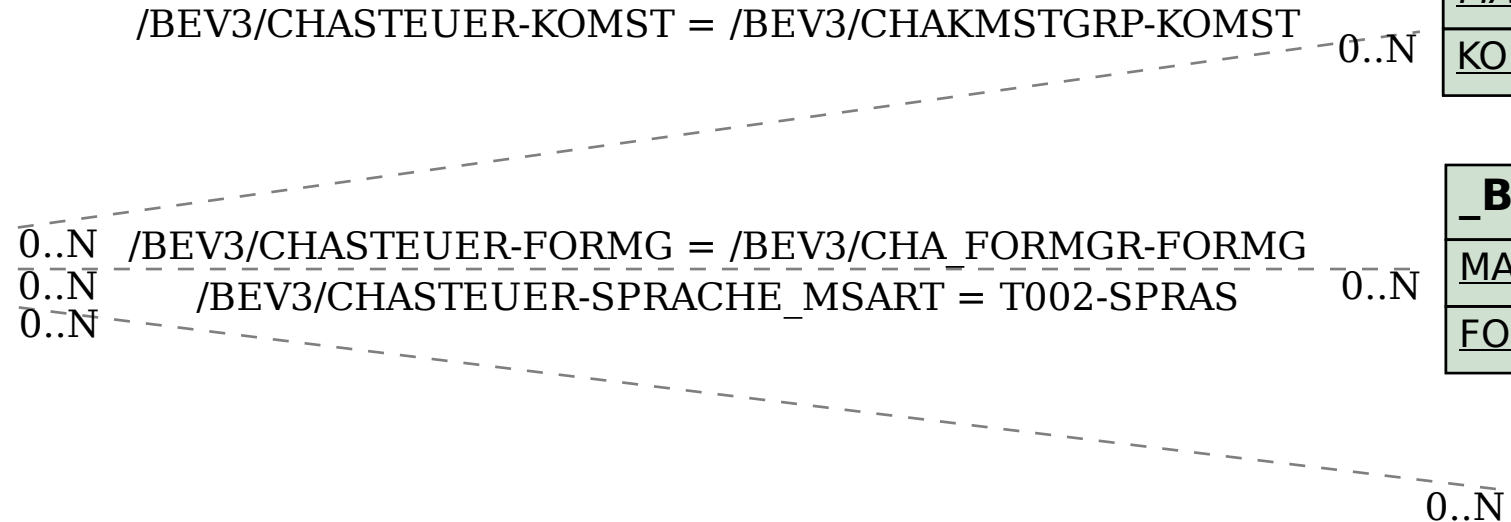 /BEV3/CHASTEUER-KOMST = /BEV3/CHAKMSTGRP-KOMST
0..N
KO
0..N
/BEV3/CHASTEUER-FORMG = /BEV3/CHA_FORMGR-FORMG
_B
MA
0..N
/BEV3/CHASTEUER-SPRACHE_MSART = T002-SPRAS
0..N
0..N
FO
0..N